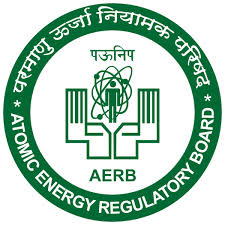 परमाणु ऊर्जा नियामक परिषद
पऊनिप
AERB
ATOMIC ENERGY REGULATORY BOARD